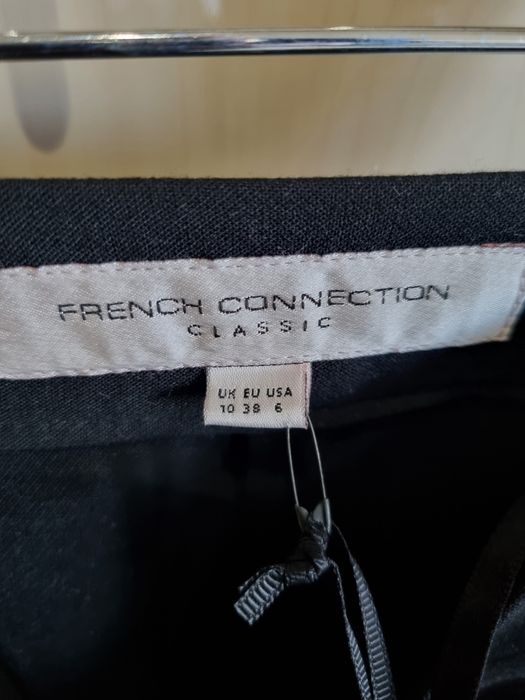 FRENCH CONNECTION
CLASSIC
UK EU USA
10 38 6